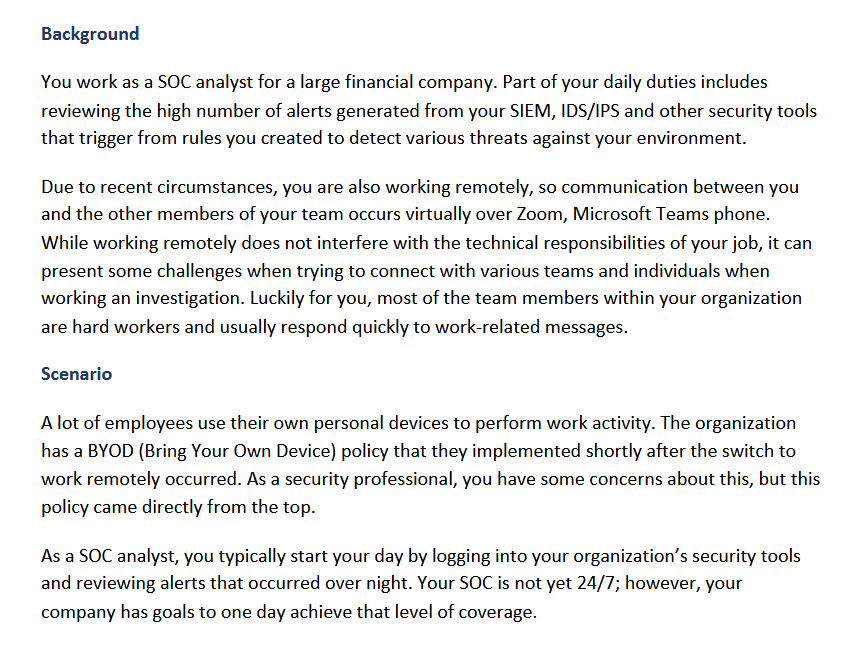 Background
You work as a SOC analyst for a large financial company. Part of your daily duties includes
reviewing the high number of alerts generated from your SIEM, IDS/IPS and other security tools
that trigger from rules you created to detect various threats against your environment.
Due to recent circumstances, you are also working remotely, so communication between you
and the other members of your team occurs virtually over Zoom, Microsoft Teams phone.
While working remotely does not interfere with the technical responsibilities of your job, it can
present some challenges when trying to connect with various teams and individuals when
working an investigation. Luckily for you, most of the team members within your organization
are hard workers and usually respond quickly to work-related messages.
Scenario
A lot of employees use their own personal devices to perform work activity. The organization
has a BYOD (Bring Your Own Device) policy that they implemented shortly after the switch to
work remotely occurred. As a security professional, you have some concerns about this, but this
policy came directly from the top.
As a SOC analyst, you typically start your day by logging into your organization’s security tools
and reviewing alerts that occurred over night. Your SOC is not yet 24/7; however, your
company has goals to one day achieve that level of coverage.